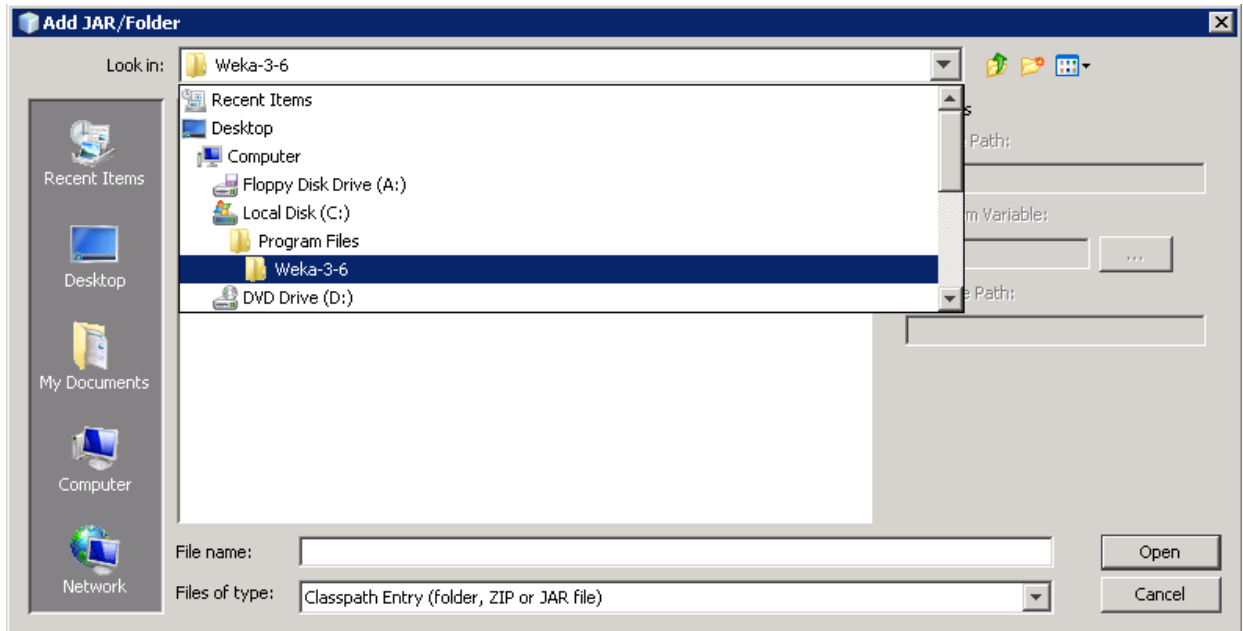 Add JAR/Folder
Look in:
Weka-3-6
Recent Items
Desktop
Computer
Floppy Disk Drive (A:)
Local Disk (C:)
Program Files
Weka-3-6
DVD Drive (D:)
Recent Items
Desktop
My Documents
Computer
Network
Path:
m Variable:
...
Path:
File name:
Open
Files of type:
Classpath Entry (folder, ZIP or JAR file)
Cancel